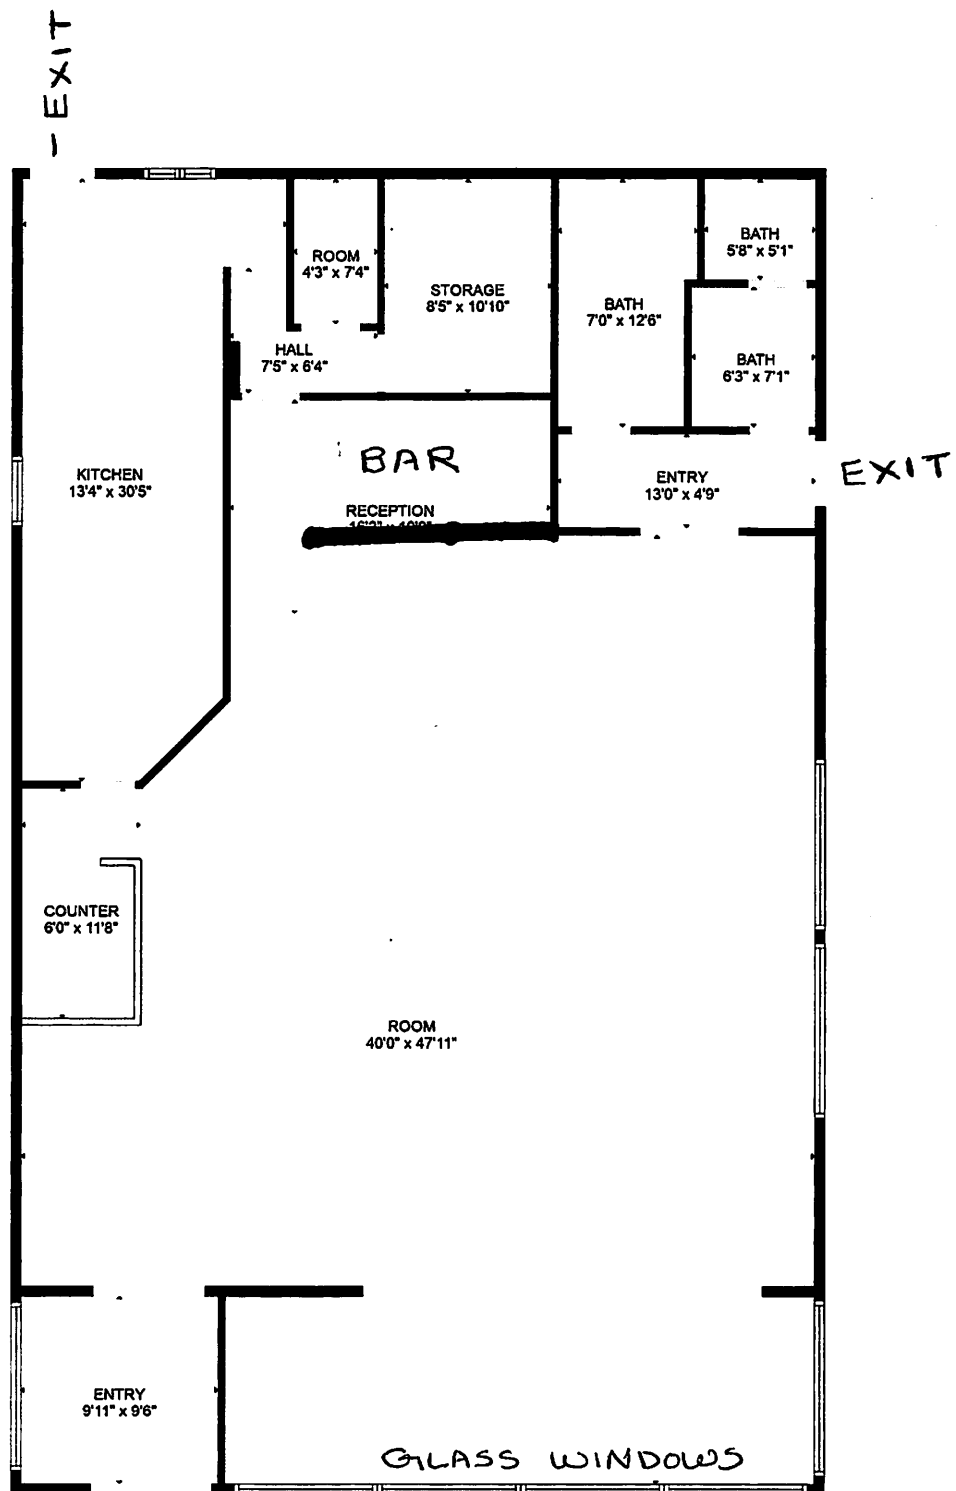 - EXIT
ROOM
4'3" x 7'4"
BATH
5'8" x 5'1"
STORAGE
8'5" x 10'10"
BATH
7'0" x 12'6"
HALL
7'5" x 6'4"
BATH
6'3" x 7'1"
BAR
KITCHEN
13'4" x 30'5"
ENTRY
13'0" x 4'9"
EXIT
RECEPTION
COUNTER
6'0" x 11'8"
ROOM
40'0" x 47'11"
ENTRY
9'11" x 9'6"
GLASS WINDOWS